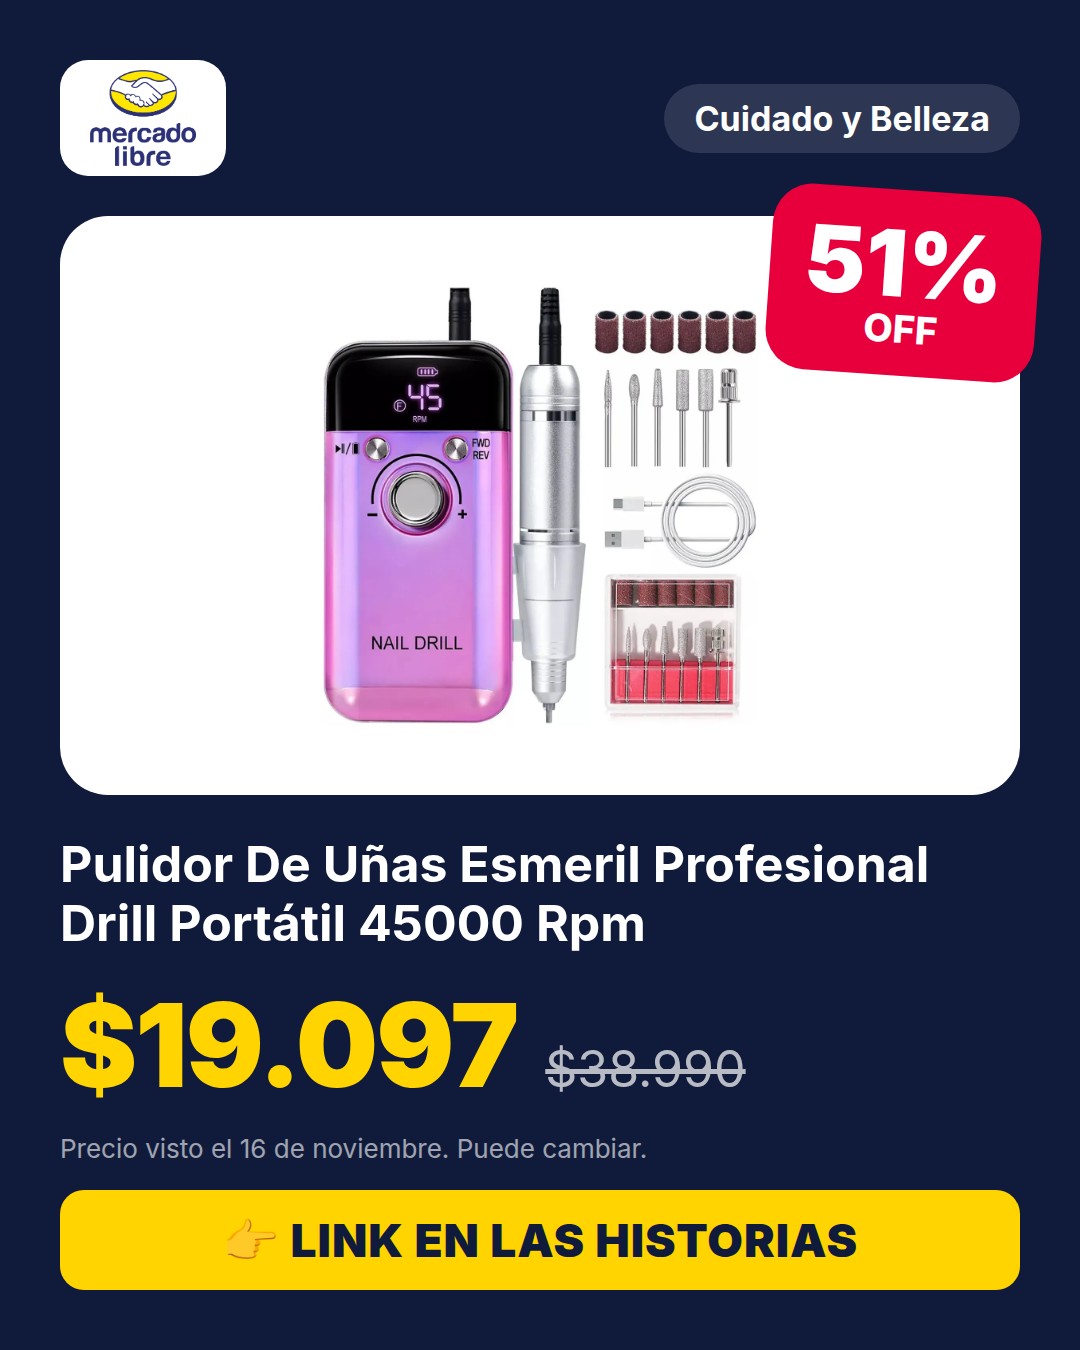 mercado
libre
Cuidado y Belleza
51%
OFF
45
F
RPM
FWD
REV
- +
NAIL DRILL
Pulidor De Uñas Esmeril Profesional
Drill Portátil 45000 Rpm
$19.097 $38.990
Precio visto el 16 de noviembre. Puede cambiar.
👉 LINK EN LAS HISTORIAS